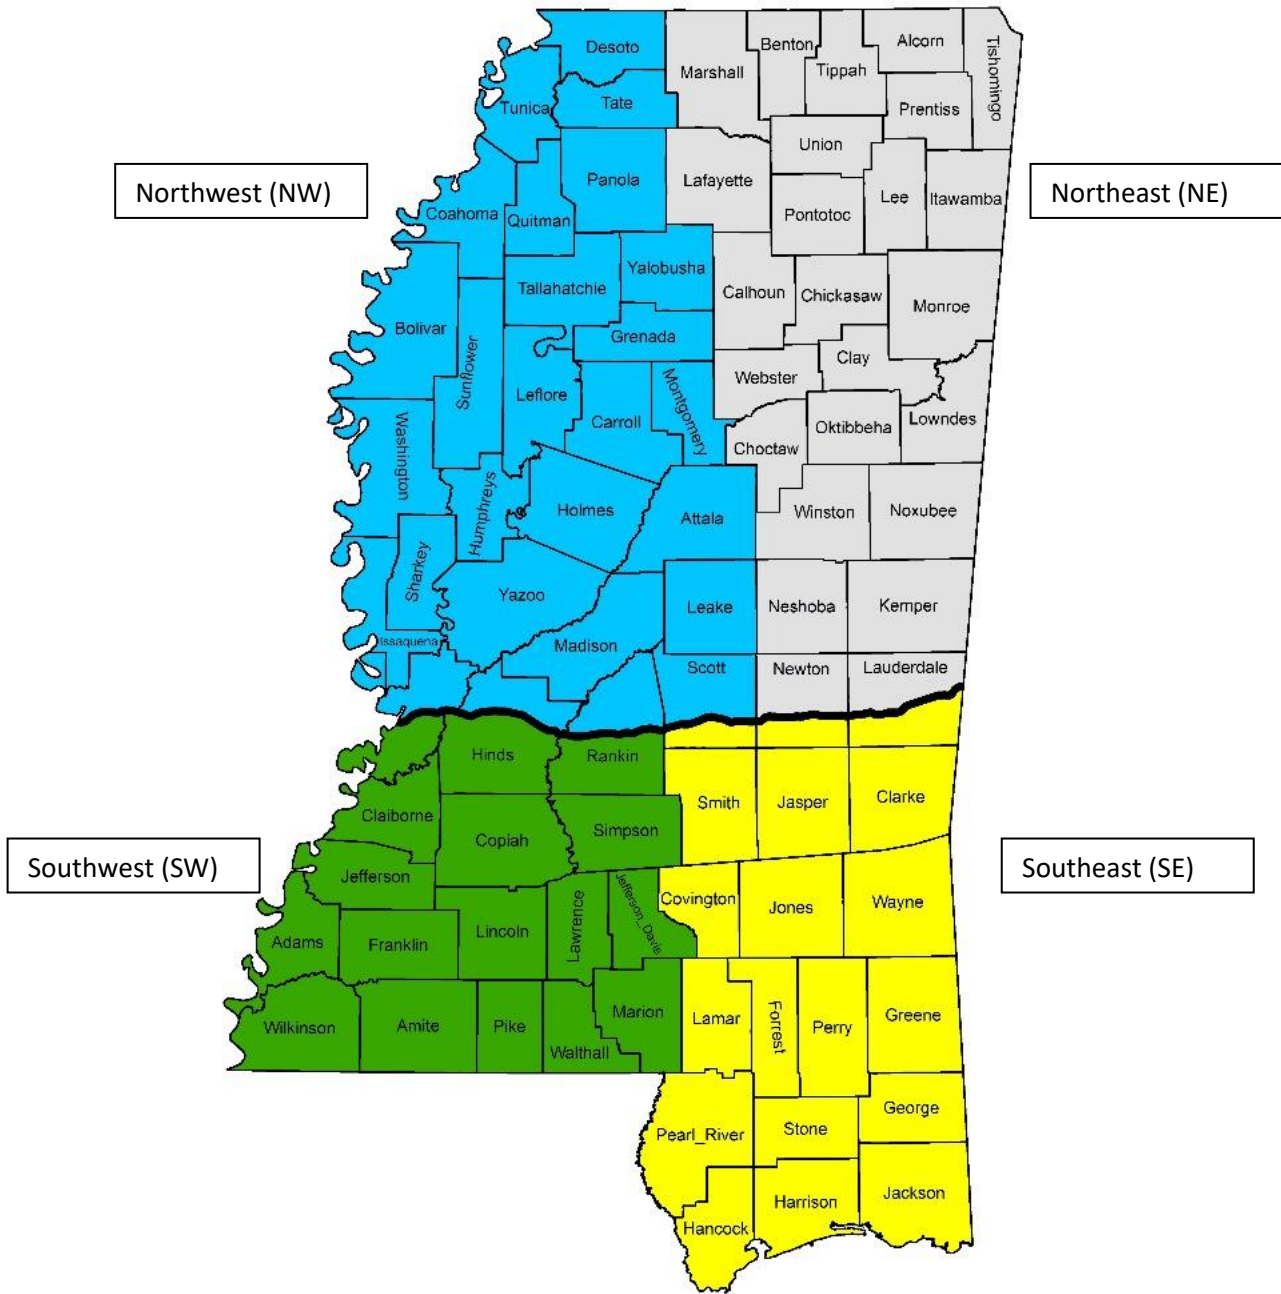 Desoto
Benton
Alcorn
Tishomingo
Marshall
Tippah
Tunica
Tate
Prentiss
Union
Northwest (NW)
Panola
Lafayette
Northeast (NE)
Lee
Itawamba
Coahoma
Quitman
Pontotoc
Yalobusha
Tallahatchie
Calhoun
Chickasaw
Monroe
Bolivar
Sunflower
Grenada
Clay
Webster
Leflore
Carroll
Montgomery
Lowndes
Washington
Choctaw
Oktibbeha
Humphreys
Holmes
Attala
Winston
Noxubee
Sharkey
Yazoo
Leake
Neshoba
Kemper
Issaquena
Madison
Scott
Newton
Lauderdale
Hinds
Rankin
Smith
Jasper
Clarke
Claiborne
Copiah
Simpson
Southwest (SW)
Jefferson
Southeast (SE)
Jefferson_Davis
Covington
Jones
Wayne
Adams
Franklin
Lincoln
Lawrence
Wilkinson
Amite
Pike
Walthall
Marion
Lamar
Forrest
Perry
Greene
George
Pearl_River
Stone
Jackson
Harrison
Hancock